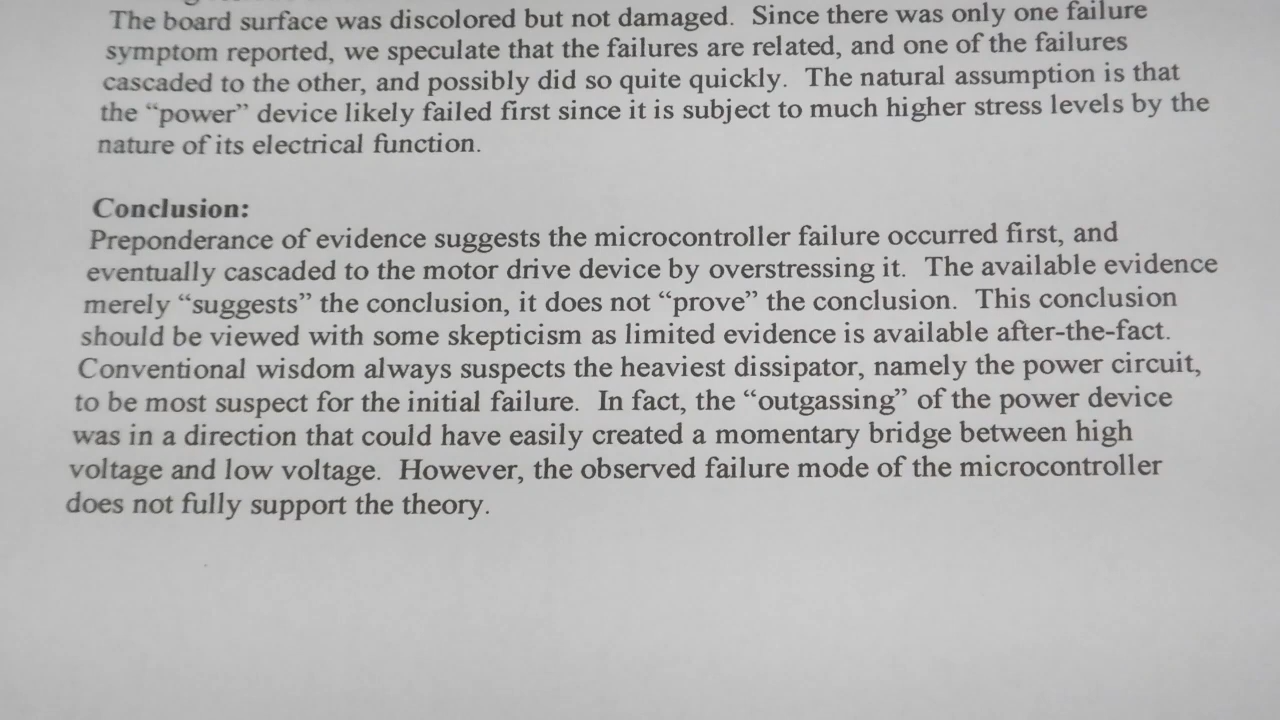 The board surface was discolored but not damaged.  Since there was only one failure
symptom reported, we speculate that the failures are related, and one of the failures
cascaded to the other, and possibly did so quite quickly.  The natural assumption is that
the “power” device likely failed first since it is subject to much higher stress levels by the
nature of its electrical function.
Conclusion:
Preponderance of evidence suggests the microcontroller failure occurred first, and
eventually cascaded to the motor drive device by overstressing it.  The available evidence
merely “suggests” the conclusion, it does not “prove” the conclusion.  This conclusion
should be viewed with some skepticism as limited evidence is available after-the-fact.
Conventional wisdom always suspects the heaviest dissipator, namely the power circuit,
to be most suspect for the initial failure.  In fact, the “outgassing” of the power device
was in a direction that could have easily created a momentary bridge between high
voltage and low voltage.  However, the observed failure mode of the microcontroller
does not fully support the theory.